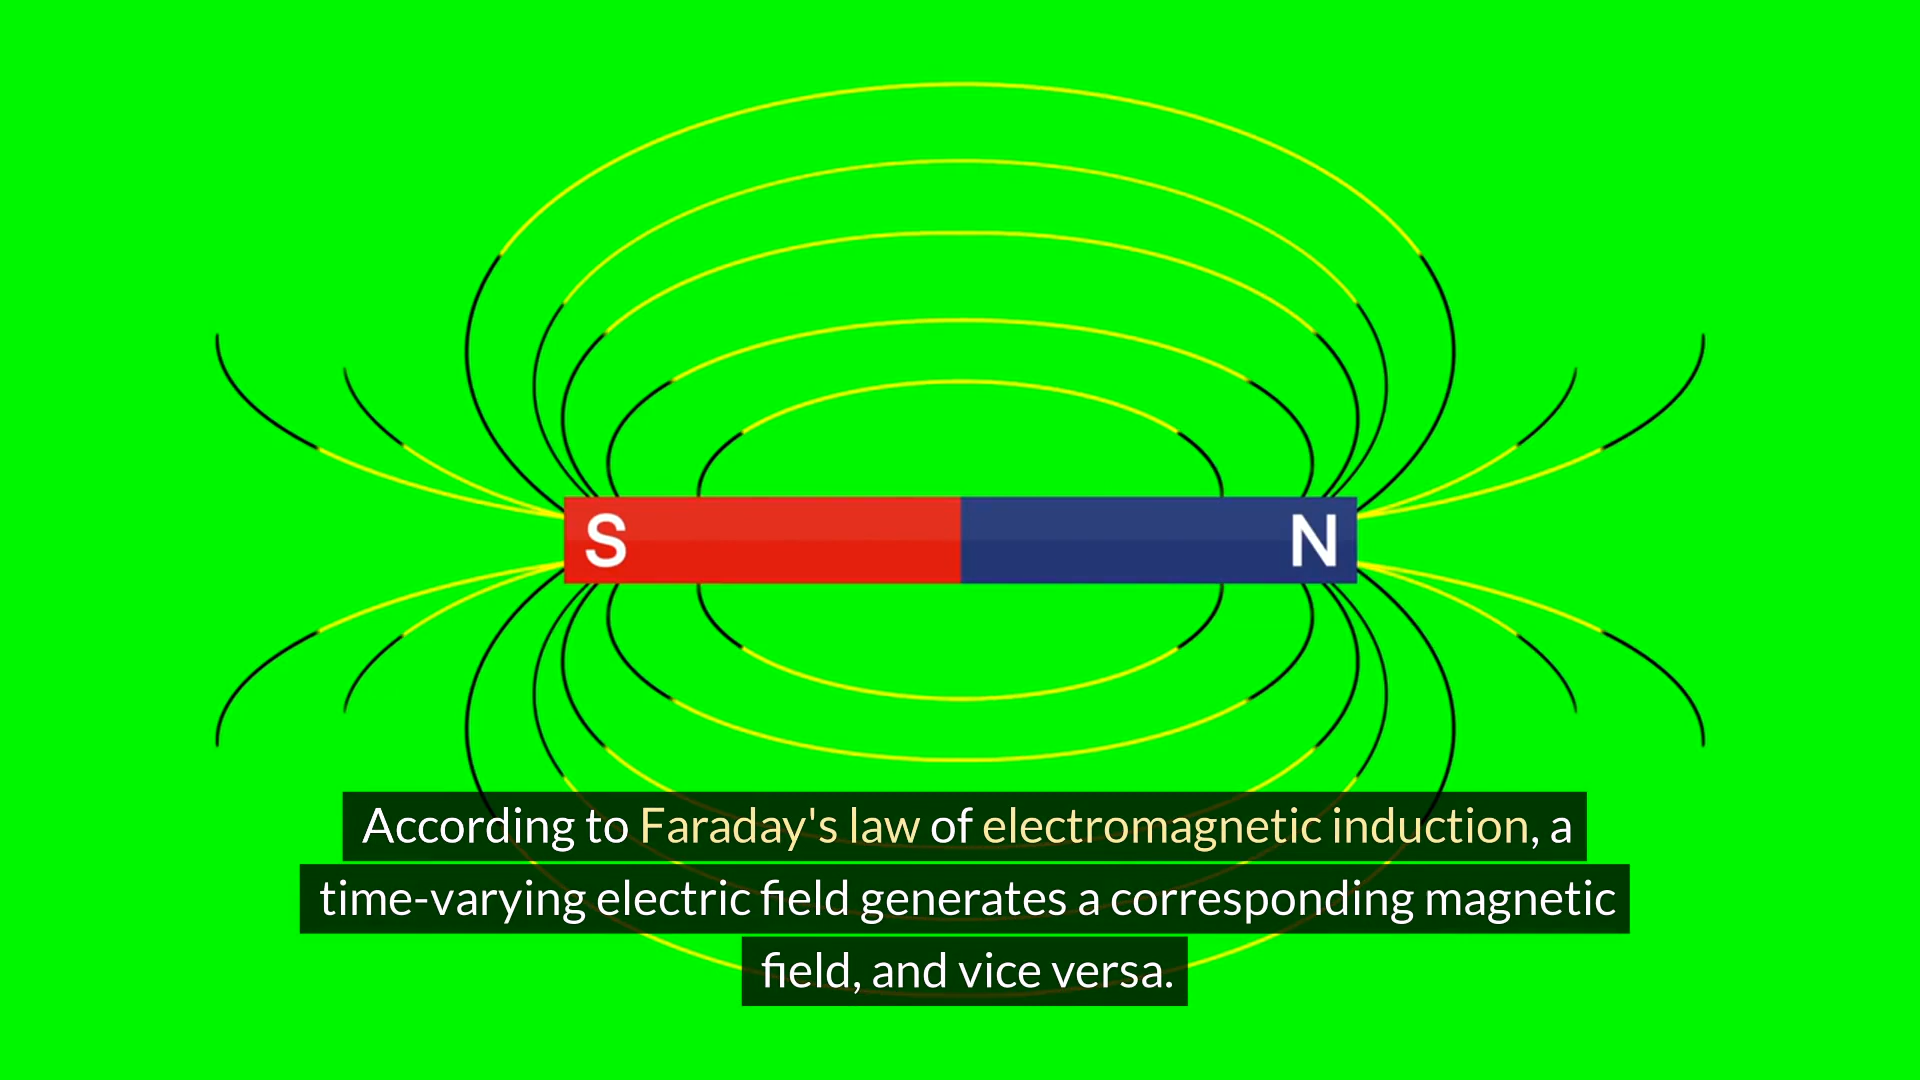 S N
According to Faraday's law of electromagnetic induction, a
time-varying electric field generates a corresponding magnetic
field, and vice versa.